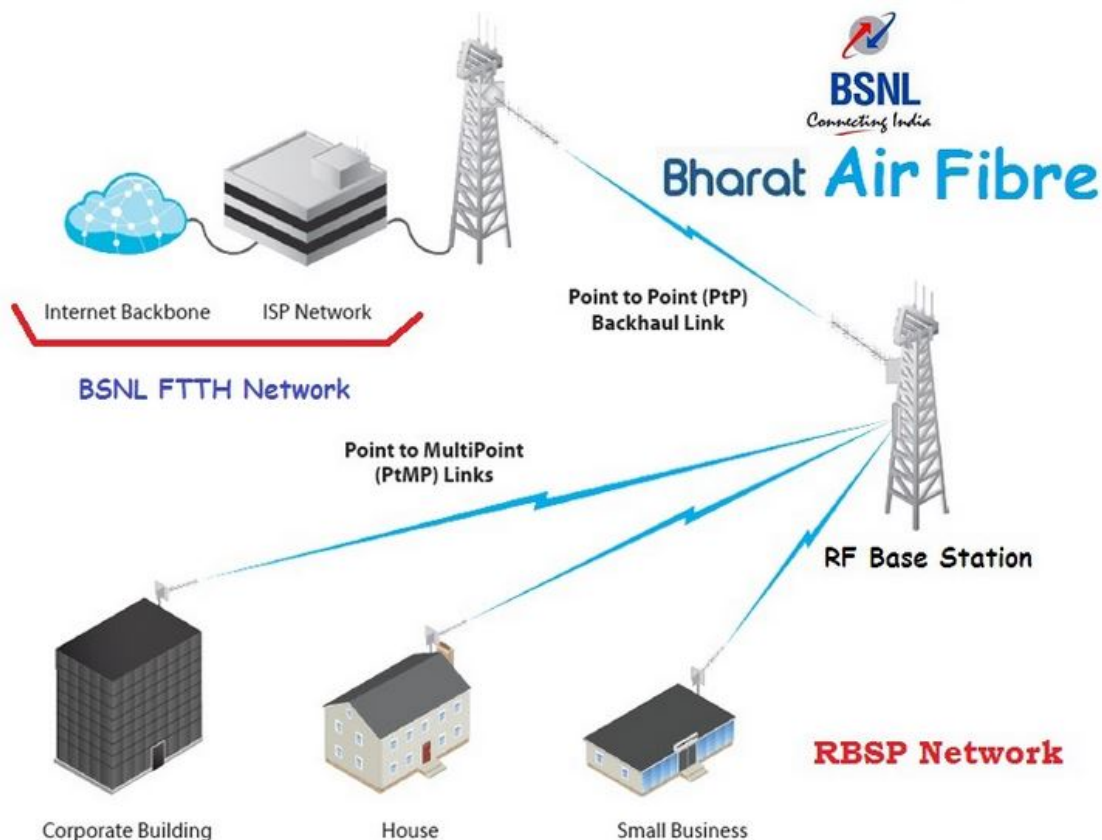 BSNL
Connecting India
Bharat Air Fibre
Internet Backbone
ISP Network
BSNL FTTH Network
Point to Point (PtP)
Backhaul Link
Point to MultiPoint
(PtMP) Links
RF Base Station
RBSP Network
Corporate Building
House
Small Business